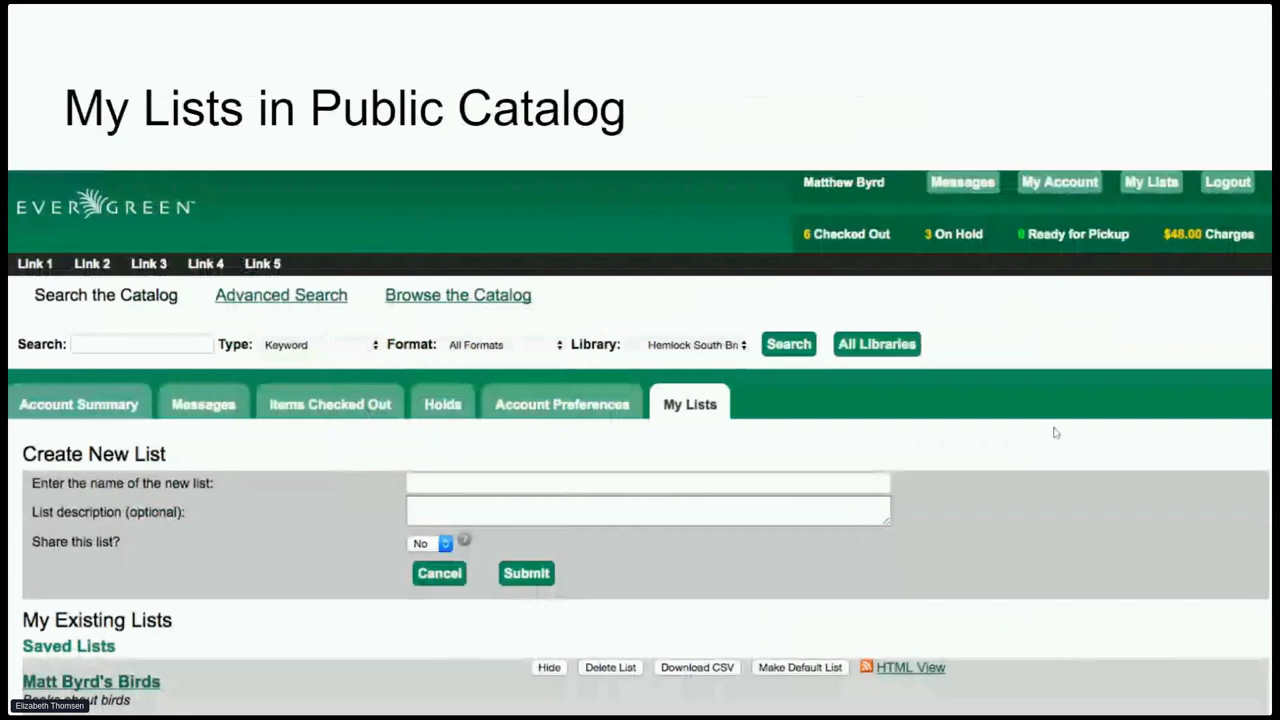 My Lists in Public Catalog
EVERGREEN
Matthew Byrd Messages My Account My Lists Logout
6 Checked Out 3 On Hold 0 Ready for Pickup $48.00 Charges
Link 1 Link 2 Link 3 Link 4 Link 5
Search the Catalog Advanced Search Browse the Catalog
Search: Type: Keyword Format: All Formats Library: Hemlock South Brn Search All Libraries
Account Summary Messages Items Checked Out Holds Account Preferences My Lists
Create New List
Enter the name of the new list:
List description (optional):
Share this list? No ?
Cancel Submit
My Existing Lists
Saved Lists
Hide Delete List Download CSV Make Default List HTML View
Matt Byrd's Birds
Books about birds
Elizabeth Thomsen